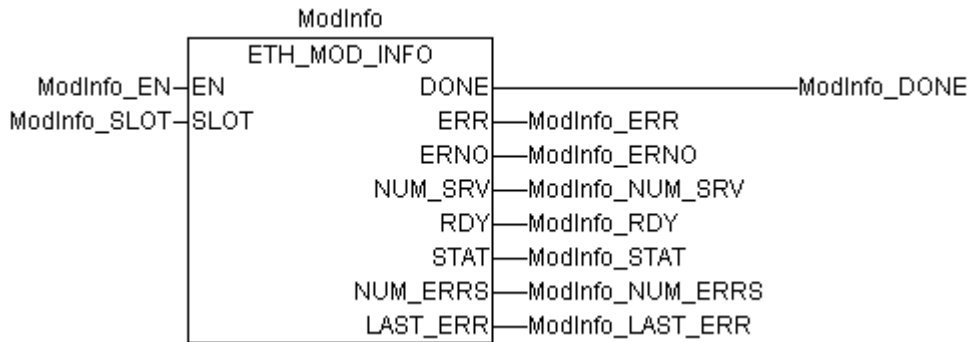 ModInfo
ETH_MOD_INFO
ModInfo_EN EN DONE ModInfo_DONE
ModInfo_SLOT SLOT ERR ModInfo_ERR
ERNO ModInfo_ERNO
NUM_SRV ModInfo_NUM_SRV
RDY ModInfo_RDY
STAT ModInfo_STAT
NUM_ERRS ModInfo_NUM_ERRS
LAST_ERR ModInfo_LAST_ERR